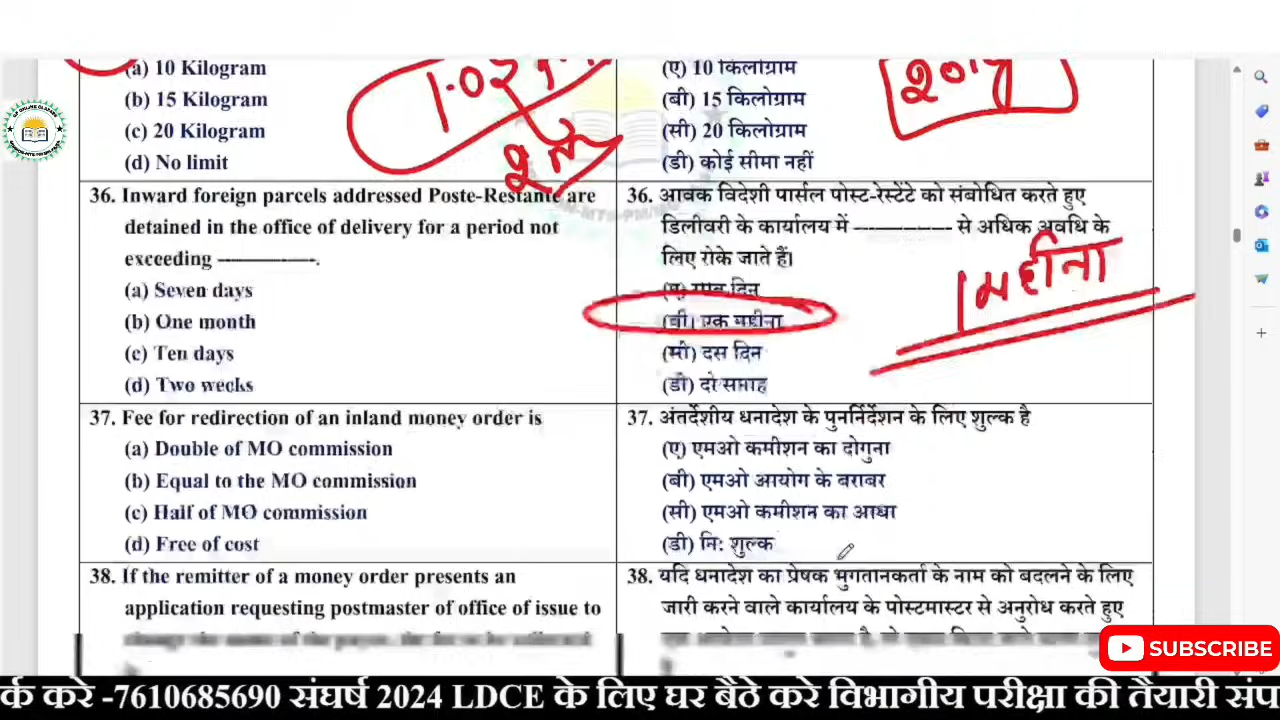 (a) 10 Kilogram
(b) 15 Kilogram
(c) 20 Kilogram
(d) No limit
36. Inward foreign parcels addressed Poste-Restante are
detained in the office of delivery for a period not
exceeding —————.
(a) Seven days
(b) One month
(c) Ten days
(d) Two weeks
37. Fee for redirection of an inland money order is
(a) Double of MO commission
(b) Equal to the MO commission
(c) Half of MO commission
(d) Free of cost
38. If the remitter of a money order presents an
application requesting postmaster of office of issue to
(ए) 10 किलोग्राम
(बी) 15 किलोग्राम
(सी) 20 किलोग्राम
(डी) कोई सीमा नहीं
36. आवक विदेशी पार्सल पोस्ट-रेस्टेंटे को संबोधित करते हुए
डिलीवरी के कार्यालय में ————— से अधिक अवधि के
लिए रोके जाते हैं।
(ए) सात दिन
(बी) एक महीना
(सी) दस दिन
(डी) दो सप्ताह
1 महीना
37. अंतर्देशीय धनादेश के पुनर्निर्देशन के लिए शुल्क है
(ए) एमओ कमीशन का दोगुना
(बी) एमओ आयोग के बराबर
(सी) एमओ कमीशन का आधा
(डी) नि: शुल्क
38. यदि धनादेश का प्रेषक भुगतानकर्ता के नाम को बदलने के लिए
जारी करने वाले कार्यालय के पोस्टमास्टर से अनुरोध करते हुए
SUBSCRIBE
र्क करे -7610685690 संघर्ष 2024 LDCE के लिए घर बैठे करे विभागीय परीक्षा की तैयारी संप